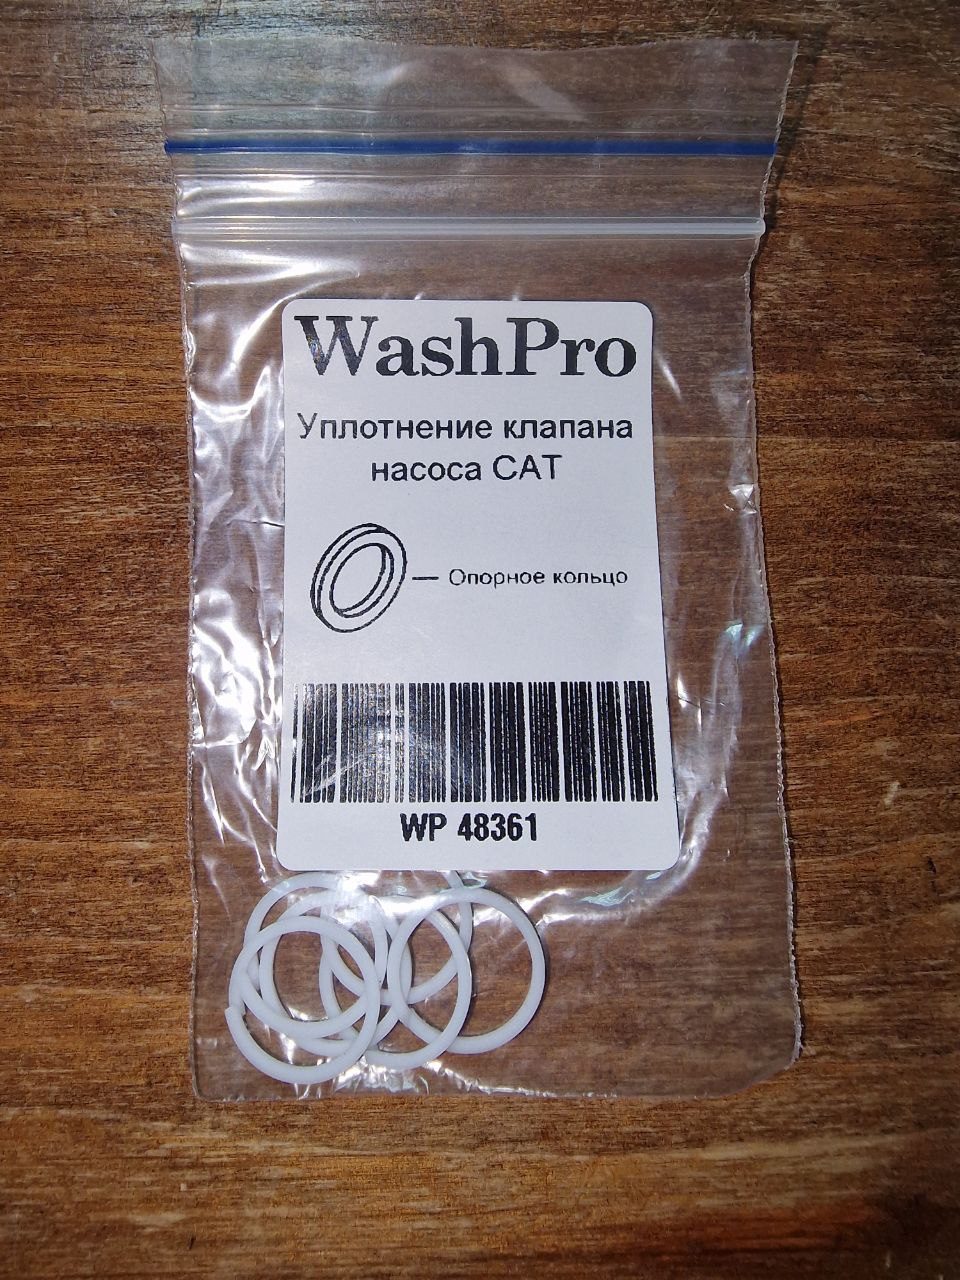 WashPro
Уплотнение клапана
насоса CAT
Опорное кольцо
WP 48361